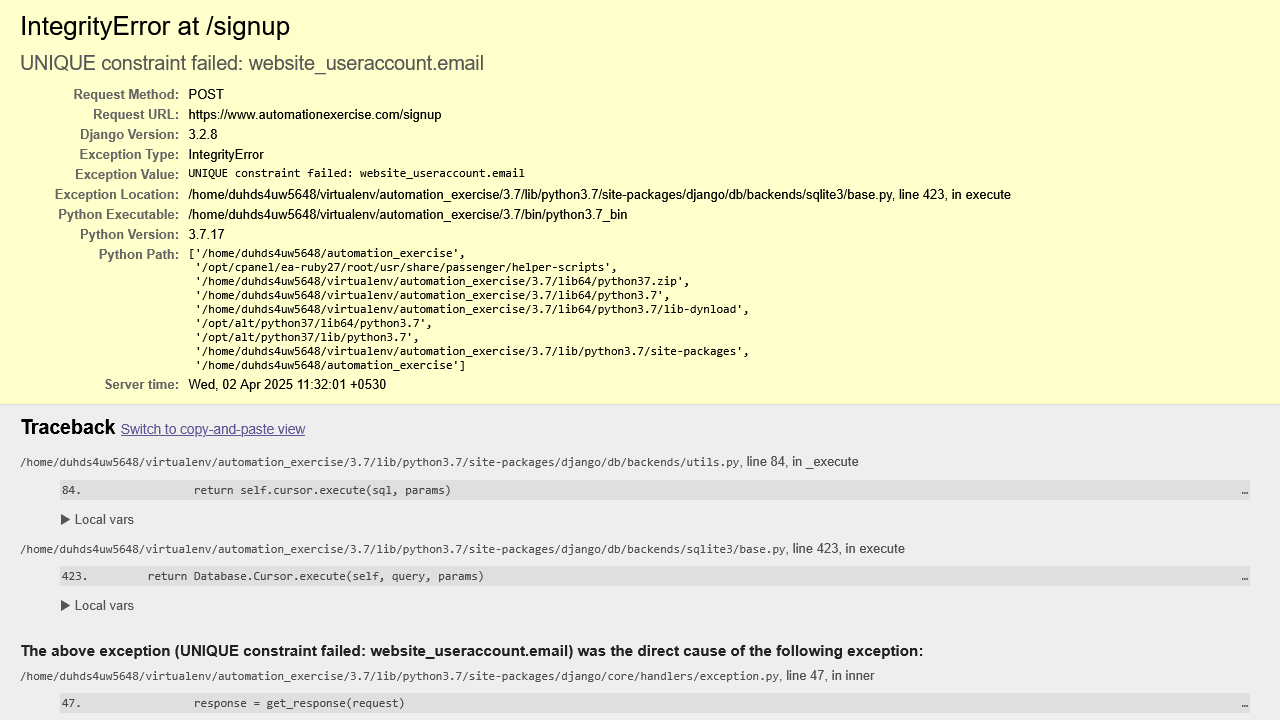 IntegrityError at /signup
UNIQUE constraint failed: website_useraccount.email
Request Method: POST
Request URL: https://www.automationexercise.com/signup
Django Version: 3.2.8
Exception Type: IntegrityError
Exception Value: UNIQUE constraint failed: website_useraccount.email
Exception Location: /home/duhds4uw5648/virtualenv/automation_exercise/3.7/lib/python3.7/site-packages/django/db/backends/sqlite3/base.py, line 423, in execute
Python Executable: /home/duhds4uw5648/virtualenv/automation_exercise/3.7/bin/python3.7_bin
Python Version: 3.7.17
Python Path: ['/home/duhds4uw5648/automation_exercise',
'/opt/cpanel/ea-ruby27/root/usr/share/passenger/helper-scripts',
'/home/duhds4uw5648/virtualenv/automation_exercise/3.7/lib64/python37.zip',
'/home/duhds4uw5648/virtualenv/automation_exercise/3.7/lib64/python3.7',
'/home/duhds4uw5648/virtualenv/automation_exercise/3.7/lib64/python3.7/lib-dynload',
'/opt/alt/python37/lib64/python3.7',
'/opt/alt/python37/lib/python3.7',
'/home/duhds4uw5648/virtualenv/automation_exercise/3.7/lib/python3.7/site-packages',
'/home/duhds4uw5648/automation_exercise']
Server time: Wed, 02 Apr 2025 11:32:01 +0530
Traceback Switch to copy-and-paste view
/home/duhds4uw5648/virtualenv/automation_exercise/3.7/lib/python3.7/site-packages/django/db/backends/utils.py, line 84, in _execute
84. return self.cursor.execute(sql, params) …
▶ Local vars
/home/duhds4uw5648/virtualenv/automation_exercise/3.7/lib/python3.7/site-packages/django/db/backends/sqlite3/base.py, line 423, in execute
423. return Database.Cursor.execute(self, query, params) …
▶ Local vars
The above exception (UNIQUE constraint failed: website_useraccount.email) was the direct cause of the following exception:
/home/duhds4uw5648/virtualenv/automation_exercise/3.7/lib/python3.7/site-packages/django/core/handlers/exception.py, line 47, in inner
47. response = get_response(request) …